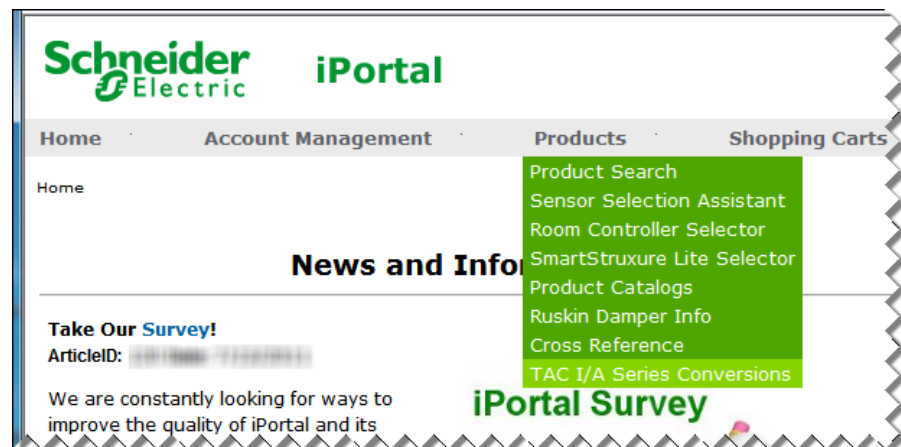 Schneider
Electric
iPortal
Home Account Management Products Shopping Carts
Product Search
Sensor Selection Assistant
Room Controller Selector
SmartStruxure Lite Selector
Product Catalogs
Ruskin Damper Info
Cross Reference
TAC I/A Series Conversions
Home
News and Info
Take Our Survey!
ArticleID:
We are constantly looking for ways to
improve the quality of iPortal and its
iPortal Survey